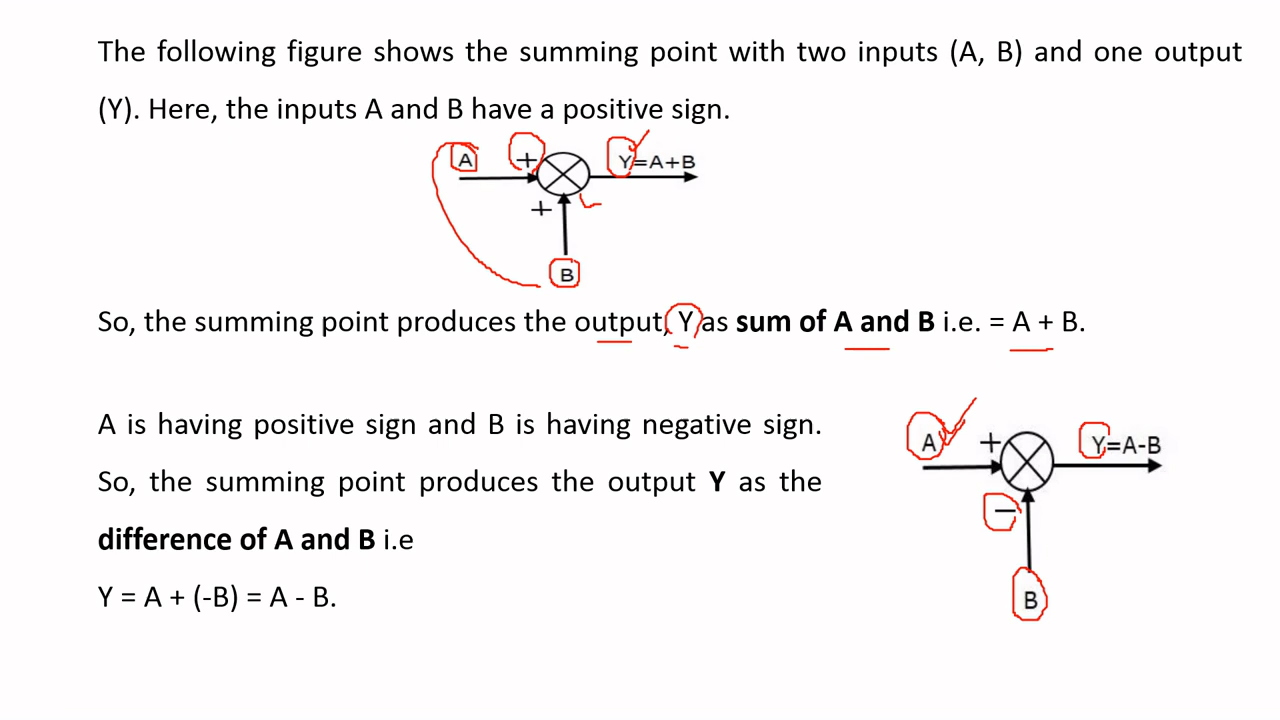 The following figure shows the summing point with two inputs (A, B) and one output
(Y). Here, the inputs A and B have a positive sign.
A + Y=A+B
+
B
So, the summing point produces the output, Y as sum of A and B i.e. = A + B.
A is having positive sign and B is having negative sign.
So, the summing point produces the output Y as the
difference of A and B i.e
Y = A + (-B) = A - B.
A + Y=A-B
−
B